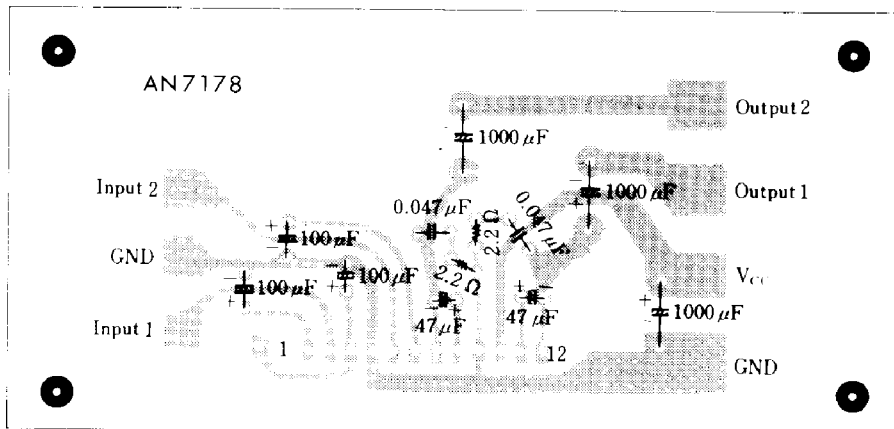 AN7178
Output 2
1000 μF
Input 2
1000 μF
Output 1
0.047 μF
2.2 Ω
0.047 μF
100 μF
GND
100 μF
2.2 Ω
Vcc
100 μF
1000 μF
Input 1
47 μF
47 μF
1
12
GND